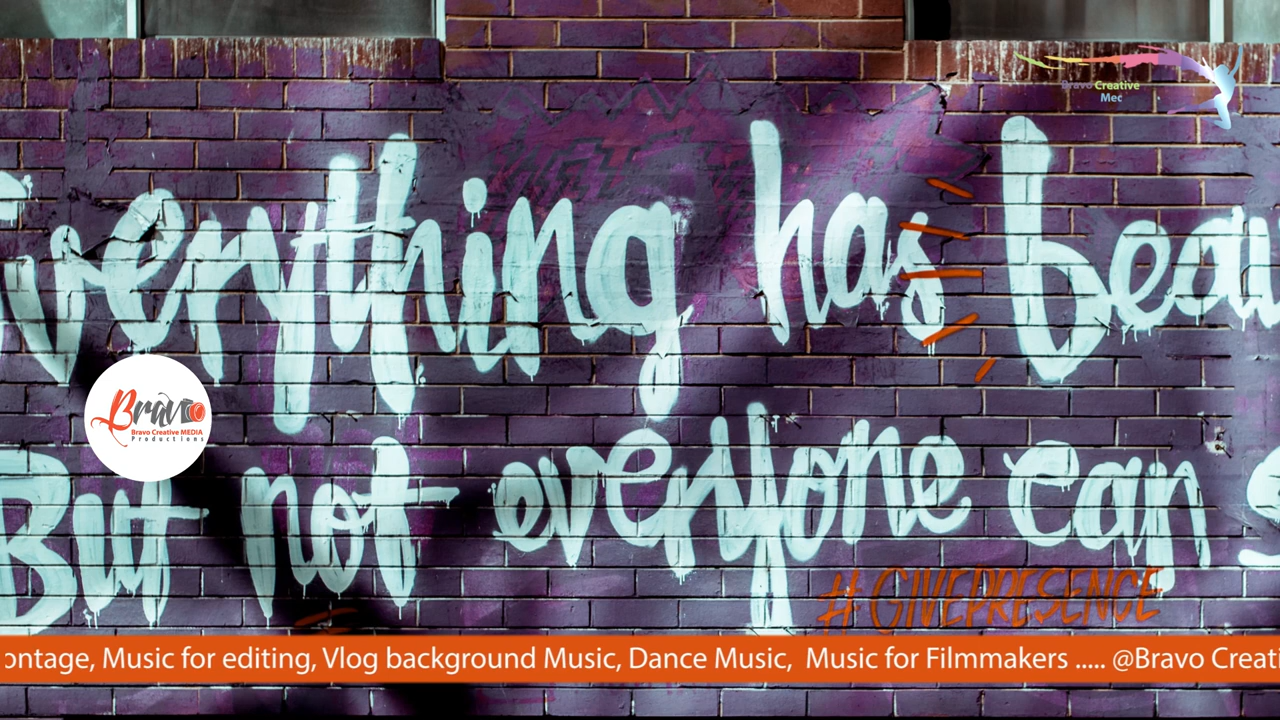 Bravo Creative
Mec
everything has beau
But not everyone can s
#GIVEPRESENCE
Bravo
Bravo Creative MEDIA
Productions
ontage, Music for editing, Vlog background Music, Dance Music, Music for Filmmakers ..... @Bravo Creati